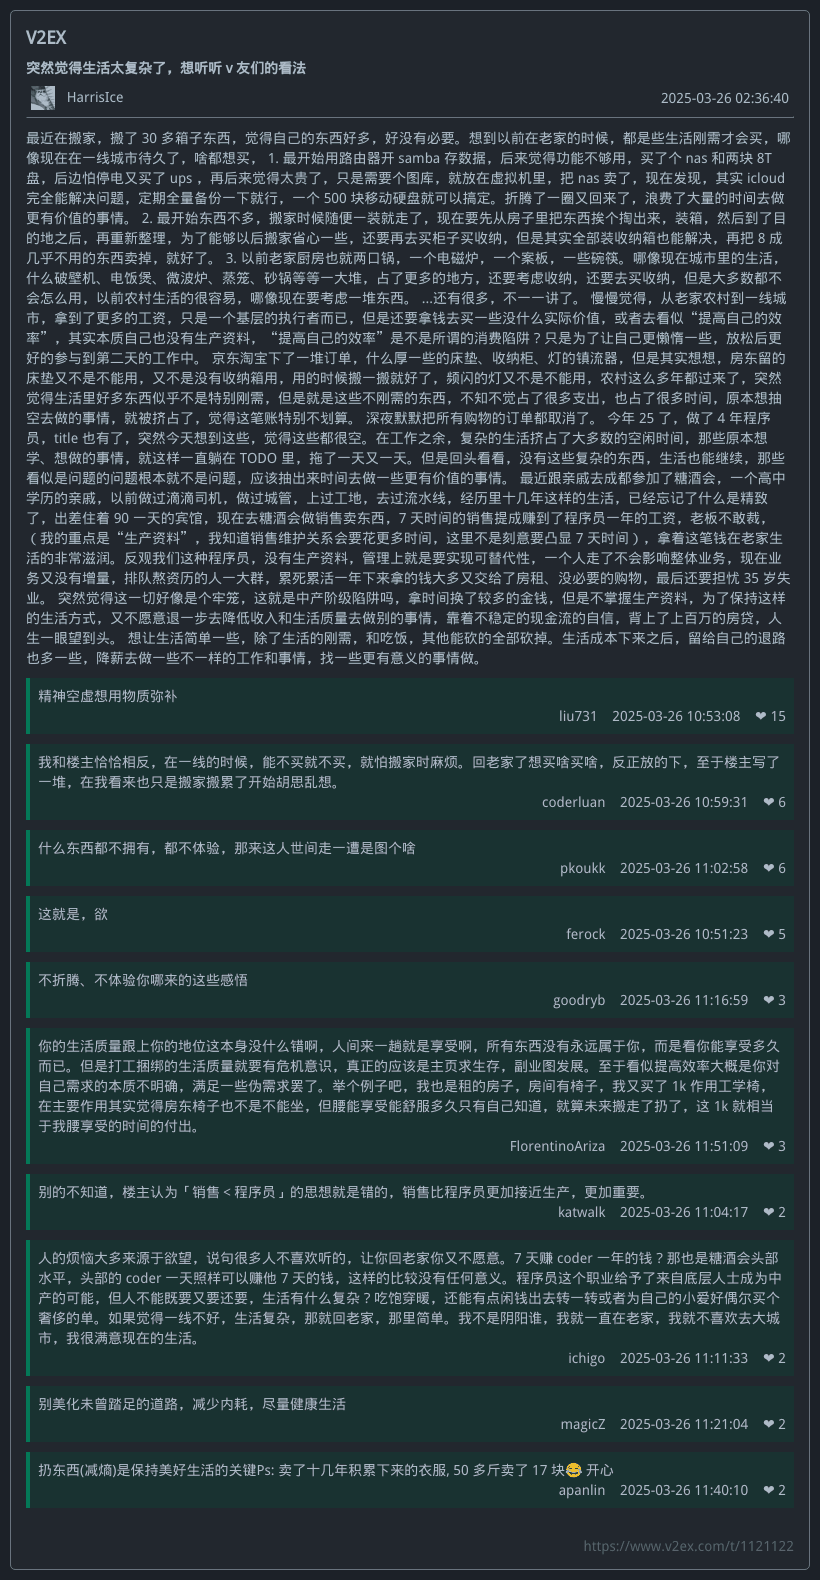 V2EX
突然觉得生活太复杂了，想听听 v 友们的看法
HarrisIce 2025-03-26 02:36:40
最近在搬家，搬了 30 多箱子东西，觉得自己的东西好多，好没有必要。想到以前在老家的时候，都是些生活刚需才会买，哪
像现在在一线城市待久了，啥都想买， 1. 最开始用路由器开 samba 存数据，后来觉得功能不够用，买了个 nas 和两块 8T
盘，后边怕停电又买了 ups ，再后来觉得太贵了，只是需要个图库，就放在虚拟机里，把 nas 卖了，现在发现，其实 icloud
完全能解决问题，定期全量备份一下就行，一个 500 块移动硬盘就可以搞定。折腾了一圈又回来了，浪费了大量的时间去做
更有价值的事情。 2. 最开始东西不多，搬家时候随便一装就走了，现在要先从房子里把东西挨个掏出来，装箱，然后到了目
的地之后，再重新整理，为了能够以后搬家省心一些，还要再去买柜子买收纳，但是其实全部装收纳箱也能解决，再把 8 成
几乎不用的东西卖掉，就好了。 3. 以前老家厨房也就两口锅，一个电磁炉，一个案板，一些碗筷。哪像现在城市里的生活，
什么破壁机、电饭煲、微波炉、蒸笼、砂锅等等一大堆，占了更多的地方，还要考虑收纳，还要去买收纳，但是大多数都不
会怎么用，以前农村生活的很容易，哪像现在要考虑一堆东西。 ...还有很多，不一一讲了。 慢慢觉得，从老家农村到一线城
市，拿到了更多的工资，只是一个基层的执行者而已，但是还要拿钱去买一些没什么实际价值，或者去看似“提高自己的效
率”，其实本质自己也没有生产资料，“提高自己的效率”是不是所谓的消费陷阱？只是为了让自己更懒惰一些，放松后更
好的参与到第二天的工作中。 京东淘宝下了一堆订单，什么厚一些的床垫、收纳柜、灯的镇流器，但是其实想想，房东留的
床垫又不是不能用，又不是没有收纳箱用，用的时候搬一搬就好了，频闪的灯又不是不能用，农村这么多年都过来了，突然
觉得生活里好多东西似乎不是特别刚需，但是就是这些不刚需的东西，不知不觉占了很多支出，也占了很多时间，原本想抽
空去做的事情，就被挤占了，觉得这笔账特别不划算。 深夜默默把所有购物的订单都取消了。 今年 25 了，做了 4 年程序
员，title 也有了，突然今天想到这些，觉得这些都很空。在工作之余，复杂的生活挤占了大多数的空闲时间，那些原本想
学、想做的事情，就这样一直躺在 TODO 里，拖了一天又一天。但是回头看看，没有这些复杂的东西，生活也能继续，那些
看似是问题的问题根本就不是问题，应该抽出来时间去做一些更有价值的事情。 最近跟亲戚去成都参加了糖酒会，一个高中
学历的亲戚，以前做过滴滴司机，做过城管，上过工地，去过流水线，经历里十几年这样的生活，已经忘记了什么是精致
了，出差住着 90 一天的宾馆，现在去糖酒会做销售卖东西，7 天时间的销售提成赚到了程序员一年的工资，老板不敢裁，
（我的重点是“生产资料”，我知道销售维护关系会要花更多时间，这里不是刻意要凸显 7 天时间），拿着这笔钱在老家生
活的非常滋润。反观我们这种程序员，没有生产资料，管理上就是要实现可替代性，一个人走了不会影响整体业务，现在业
务又没有增量，排队熬资历的人一大群，累死累活一年下来拿的钱大多又交给了房租、没必要的购物，最后还要担忧 35 岁失
业。 突然觉得这一切好像是个牢笼，这就是中产阶级陷阱吗，拿时间换了较多的金钱，但是不掌握生产资料，为了保持这样
的生活方式，又不愿意退一步去降低收入和生活质量去做别的事情，靠着不稳定的现金流的自信，背上了上百万的房贷，人
生一眼望到头。 想让生活简单一些，除了生活的刚需，和吃饭，其他能砍的全部砍掉。生活成本下来之后，留给自己的退路
也多一些，降薪去做一些不一样的工作和事情，找一些更有意义的事情做。
精神空虚想用物质弥补
liu731 2025-03-26 10:53:08 ❤ 15
我和楼主恰恰相反，在一线的时候，能不买就不买，就怕搬家时麻烦。回老家了想买啥买啥，反正放的下，至于楼主写了
一堆，在我看来也只是搬家搬累了开始胡思乱想。
coderluan 2025-03-26 10:59:31 ❤ 6
什么东西都不拥有，都不体验，那来这人世间走一遭是图个啥
pkoukk 2025-03-26 11:02:58 ❤ 6
这就是，欲
ferock 2025-03-26 10:51:23 ❤ 5
不折腾、不体验你哪来的这些感悟
goodryb 2025-03-26 11:16:59 ❤ 3
你的生活质量跟上你的地位这本身没什么错啊，人间来一趟就是享受啊，所有东西没有永远属于你，而是看你能享受多久
而已。但是打工捆绑的生活质量就要有危机意识，真正的应该是主页求生存，副业图发展。至于看似提高效率大概是你对
自己需求的本质不明确，满足一些伪需求罢了。举个例子吧，我也是租的房子，房间有椅子，我又买了 1k 作用工学椅，
在主要作用其实觉得房东椅子也不是不能坐，但腰能享受能舒服多久只有自己知道，就算未来搬走了扔了，这 1k 就相当
于我腰享受的时间的付出。
FlorentinoAriza 2025-03-26 11:51:09 ❤ 3
别的不知道，楼主认为「销售 < 程序员」的思想就是错的，销售比程序员更加接近生产，更加重要。
katwalk 2025-03-26 11:04:17 ❤ 2
人的烦恼大多来源于欲望，说句很多人不喜欢听的，让你回老家你又不愿意。7 天赚 coder 一年的钱？那也是糖酒会头部
水平，头部的 coder 一天照样可以赚他 7 天的钱，这样的比较没有任何意义。程序员这个职业给予了来自底层人士成为中
产的可能，但人不能既要又要还要，生活有什么复杂？吃饱穿暖，还能有点闲钱出去转一转或者为自己的小爱好偶尔买个
奢侈的单。如果觉得一线不好，生活复杂，那就回老家，那里简单。我不是阴阳谁，我就一直在老家，我就不喜欢去大城
市，我很满意现在的生活。
ichigo 2025-03-26 11:11:33 ❤ 2
别美化未曾踏足的道路，减少内耗，尽量健康生活
magicZ 2025-03-26 11:21:04 ❤ 2
扔东西(减熵)是保持美好生活的关键Ps: 卖了十几年积累下来的衣服, 50 多斤卖了 17 块😂 开心
apanlin 2025-03-26 11:40:10 ❤ 2
https://www.v2ex.com/t/1121122